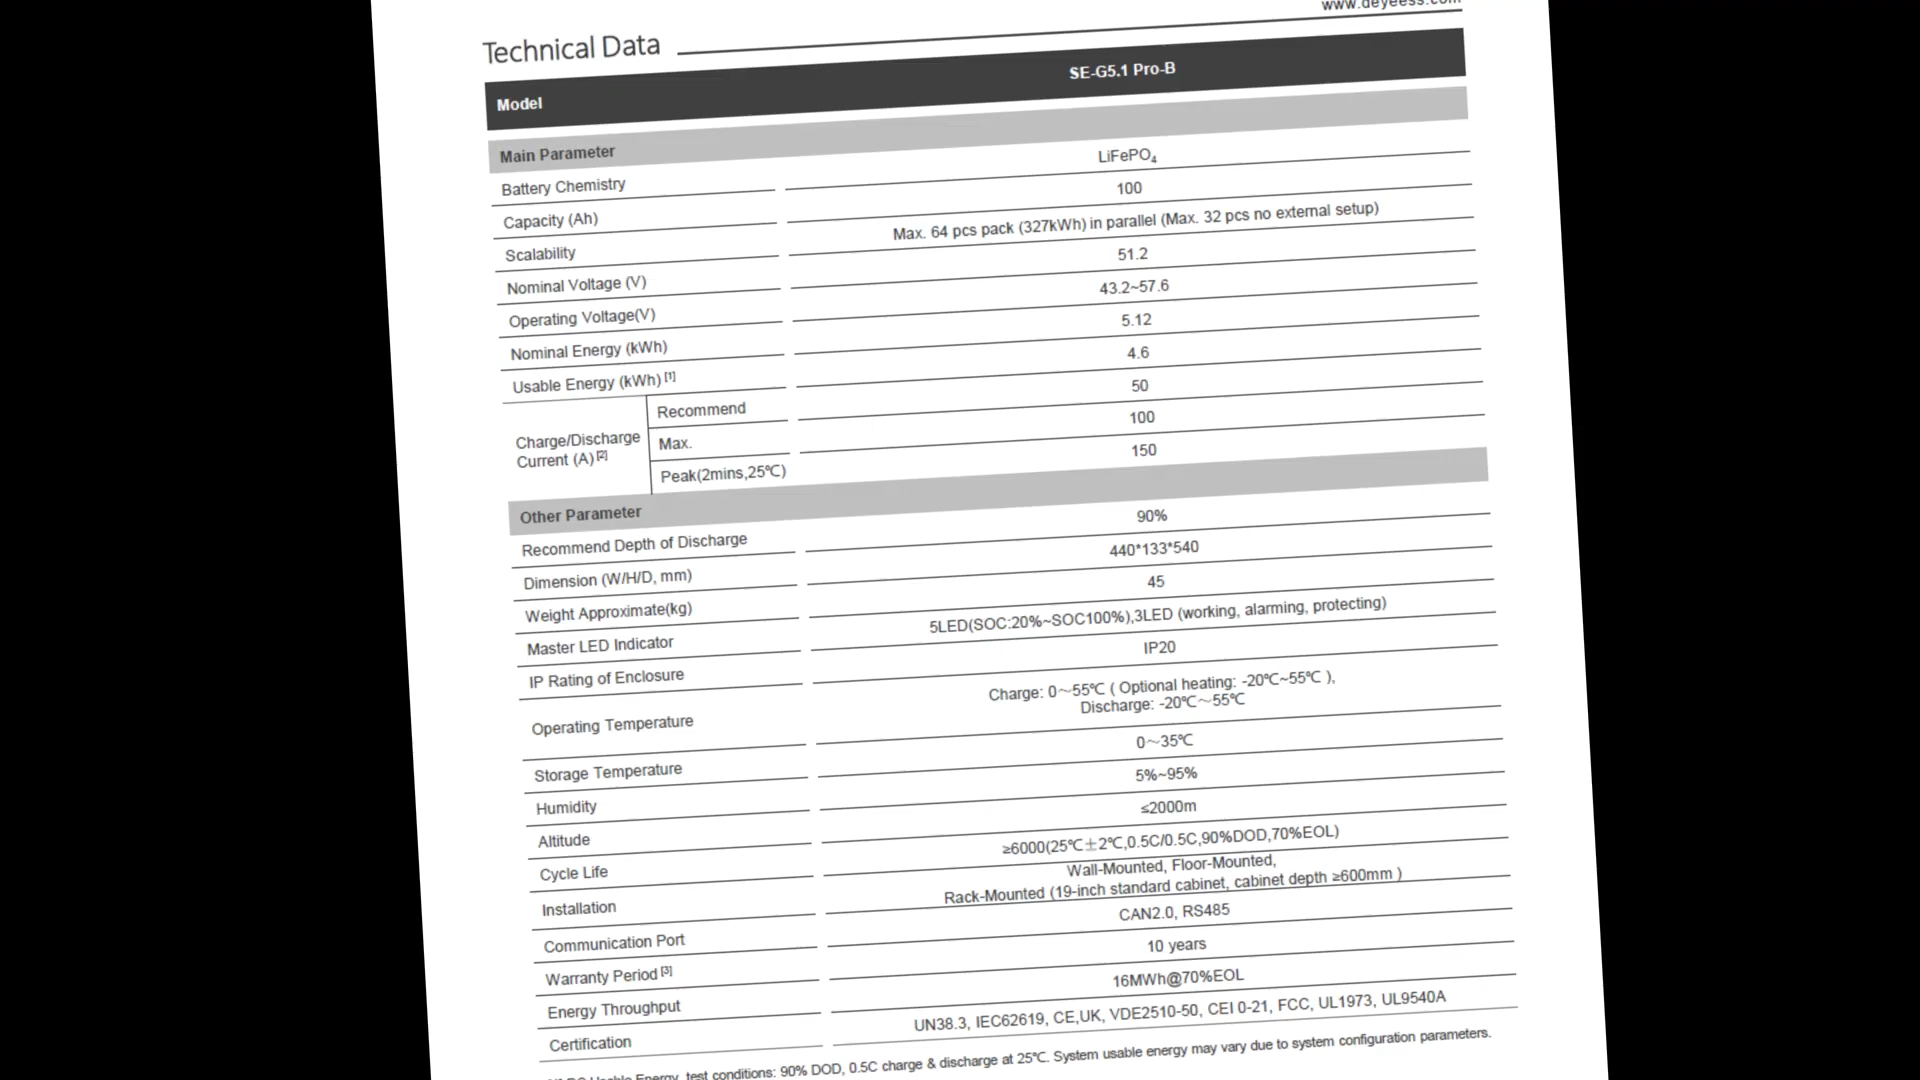 www.deyeess.com
Technical Data
Model SE-G5.1 Pro-B
Main Parameter
Battery Chemistry LiFePO₄
Capacity (Ah) 100
Scalability Max. 64 pcs pack (327kWh) in parallel (Max. 32 pcs no external setup)
Nominal Voltage (V) 51.2
Operating Voltage(V) 43.2~57.6
Nominal Energy (kWh) 5.12
Usable Energy (kWh) [1] 4.6
Charge/Discharge
Current (A) [2]
Recommend 50
Max. 100
Peak(2mins,25℃) 150
Other Parameter
Recommend Depth of Discharge 90%
Dimension (W/H/D, mm) 440*133*540
Weight Approximate(kg) 45
Master LED Indicator 5LED(SOC:20%~SOC100%),3LED (working, alarming, protecting)
IP Rating of Enclosure IP20
Operating Temperature Charge: 0～55℃ ( Optional heating: -20℃~55℃ ),
Discharge: -20℃～55℃
Storage Temperature 0～35℃
Humidity 5%~95%
Altitude ≤2000m
Cycle Life ≥6000(25℃±2℃,0.5C/0.5C,90%DOD,70%EOL)
Installation Wall-Mounted, Floor-Mounted,
Rack-Mounted (19-inch standard cabinet, cabinet depth ≥600mm )
Communication Port CAN2.0, RS485
Warranty Period [3] 10 years
Energy Throughput 16MWh@70%EOL
Certification UN38.3, IEC62619, CE,UK, VDE2510-50, CEI 0-21, FCC, UL1973, UL9540A
DC Usable Energy, test conditions: 90% DOD, 0.5C charge & discharge at 25℃. System usable energy may vary due to system configuration parameters.